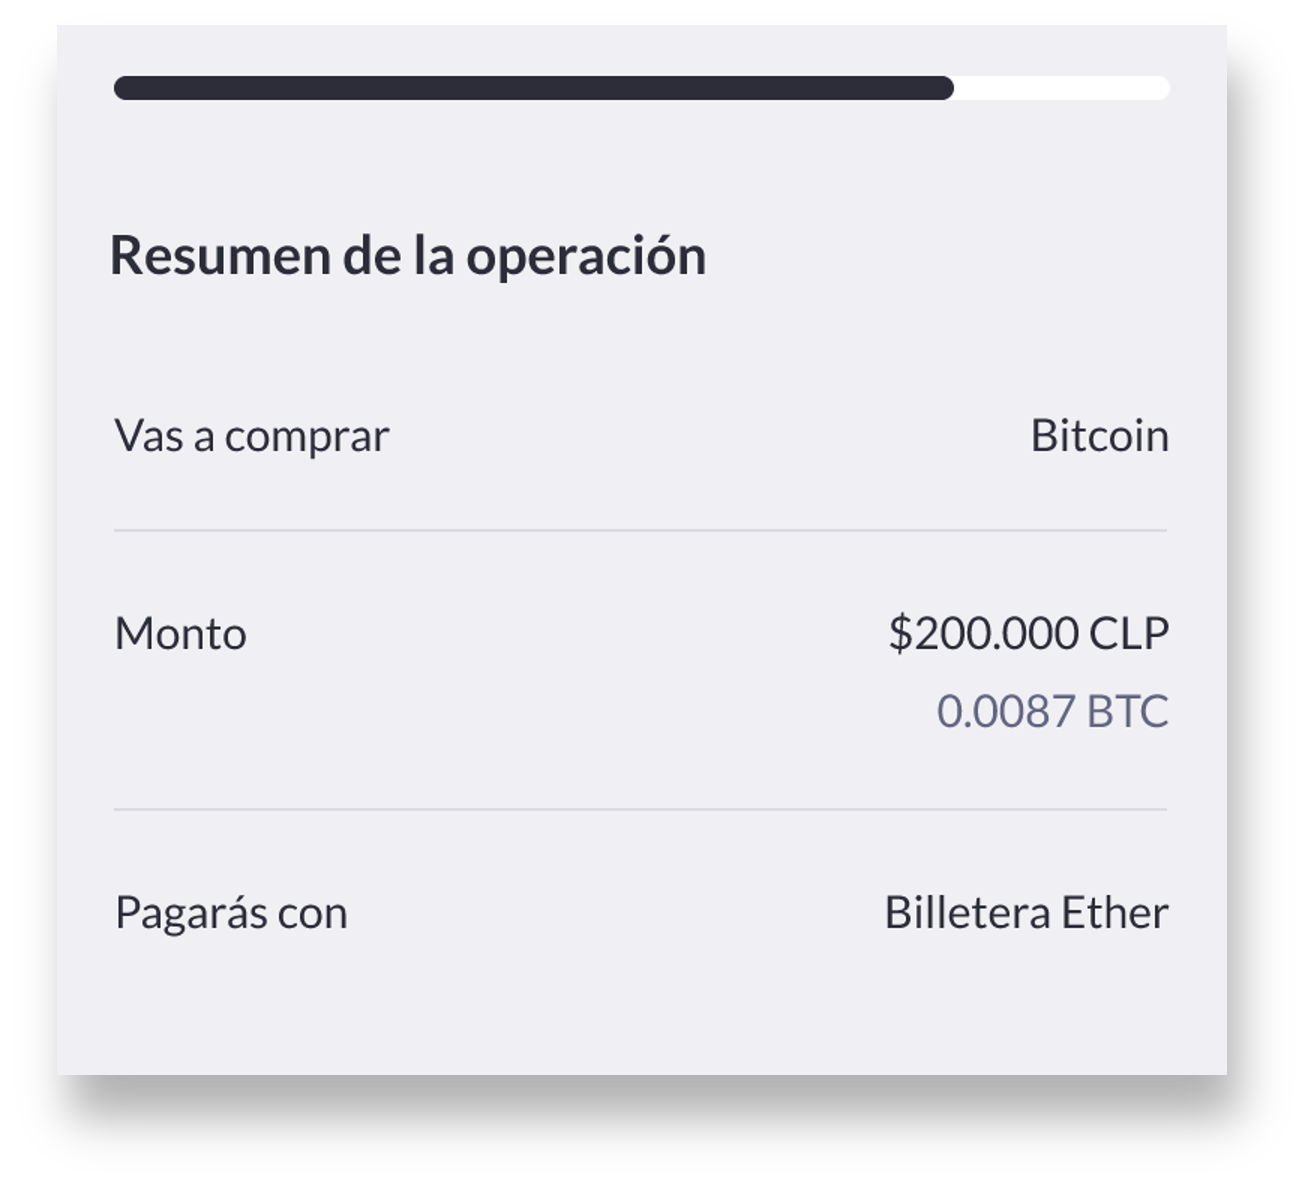 Resumen de la operación
Vas a comprar Bitcoin
Monto $200.000 CLP
0.0087 BTC
Pagarás con Billetera Ether